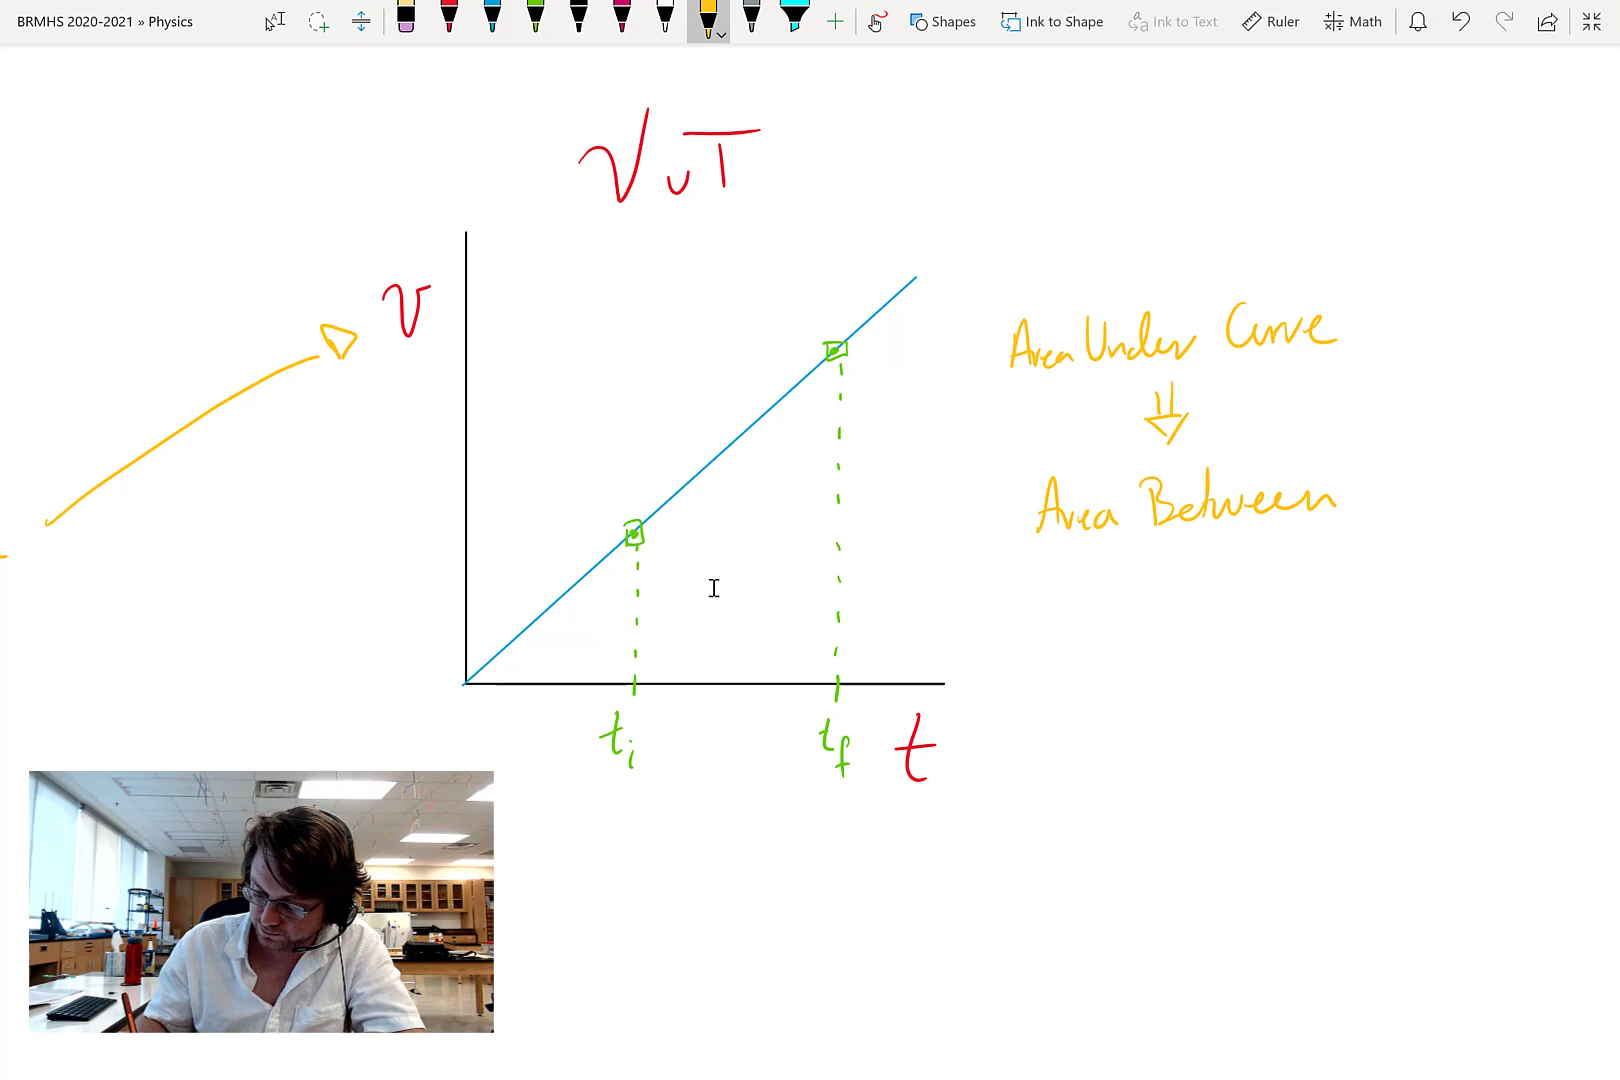 BRMHS 2020-2021 » Physics
Shapes
Ink to Shape
Ink to Text
Ruler
Math
V v T
v
Area Under Curve
Area Between
ti
tf
t